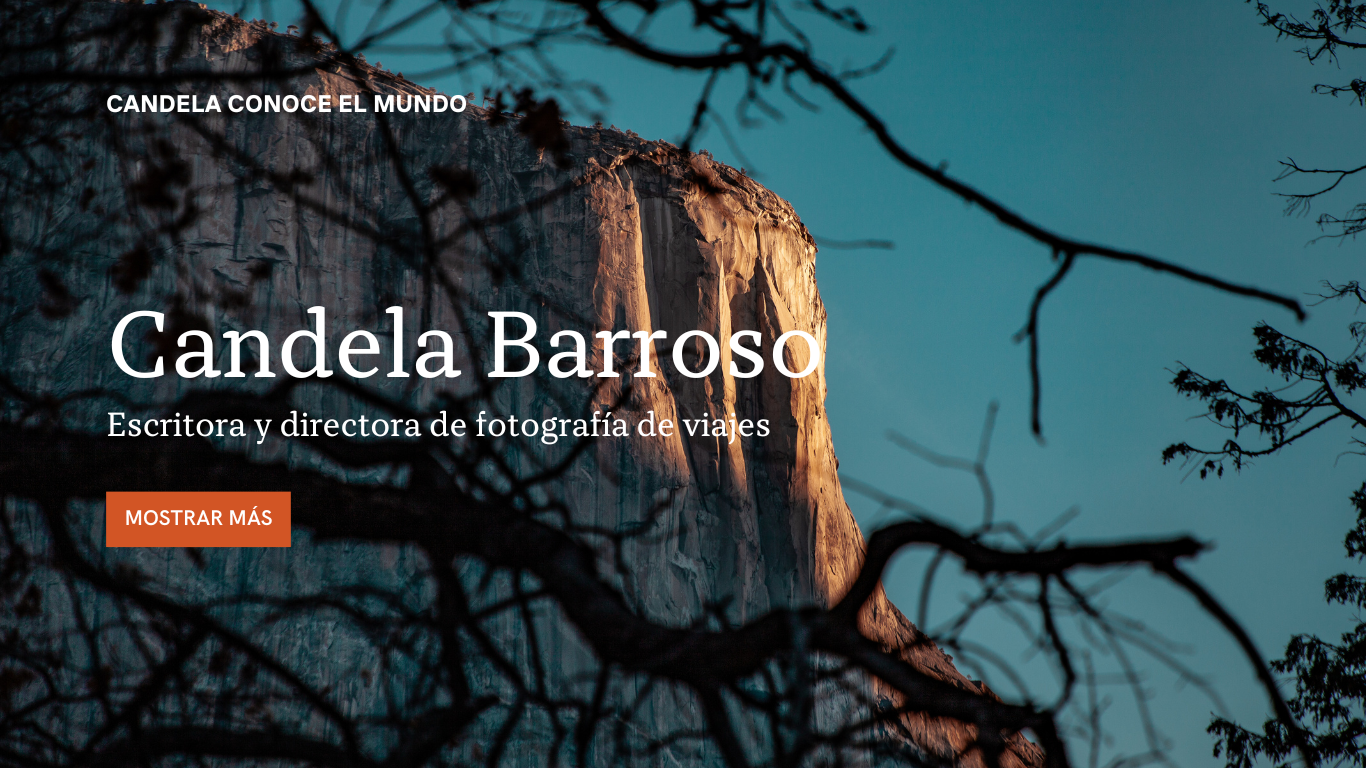 CANDELA CONOCE EL MUNDO
Candela Barroso
Escritora y directora de fotografía de viajes
MOSTRAR MÁS